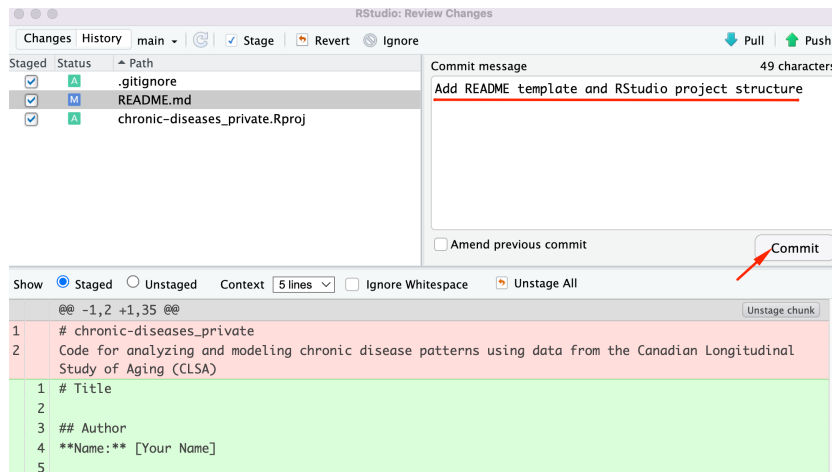 RStudio: Review Changes
Changes History main Stage Revert Ignore Pull Push
Staged Status Path
A .gitignore
M README.md
A chronic-diseases_private.Rproj
Commit message 49 characters
Add README template and RStudio project structure
Amend previous commit
Commit
Show Staged Unstaged Context 5 lines Ignore Whitespace Unstage All
@@ -1,2 +1,35 @@ Unstage chunk
1 # chronic-diseases_private
2 Code for analyzing and modeling chronic disease patterns using data from the Canadian Longitudinal
Study of Aging (CLSA)
1 # Title
2
3 ## Author
4 **Name:** [Your Name]
5